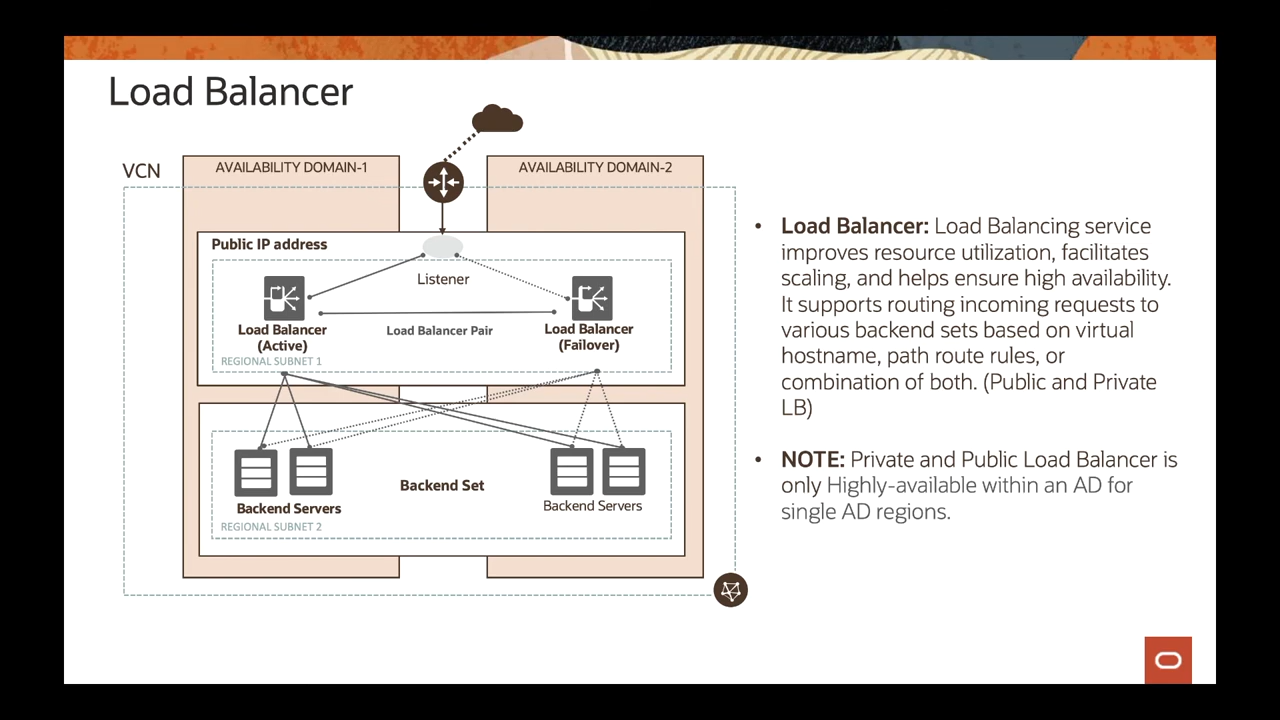 Load Balancer
VCN
AVAILABILITY DOMAIN-1
AVAILABILITY DOMAIN-2
Public IP address
Listener
Load Balancer
(Active)
Load Balancer Pair
Load Balancer
(Failover)
REGIONAL SUBNET 1
Backend Servers
Backend Set
Backend Servers
REGIONAL SUBNET 2
• Load Balancer: Load Balancing service
improves resource utilization, facilitates
scaling, and helps ensure high availability.
It supports routing incoming requests to
various backend sets based on virtual
hostname, path route rules, or
combination of both. (Public and Private
LB)
• NOTE: Private and Public Load Balancer is
only Highly-available within an AD for
single AD regions.